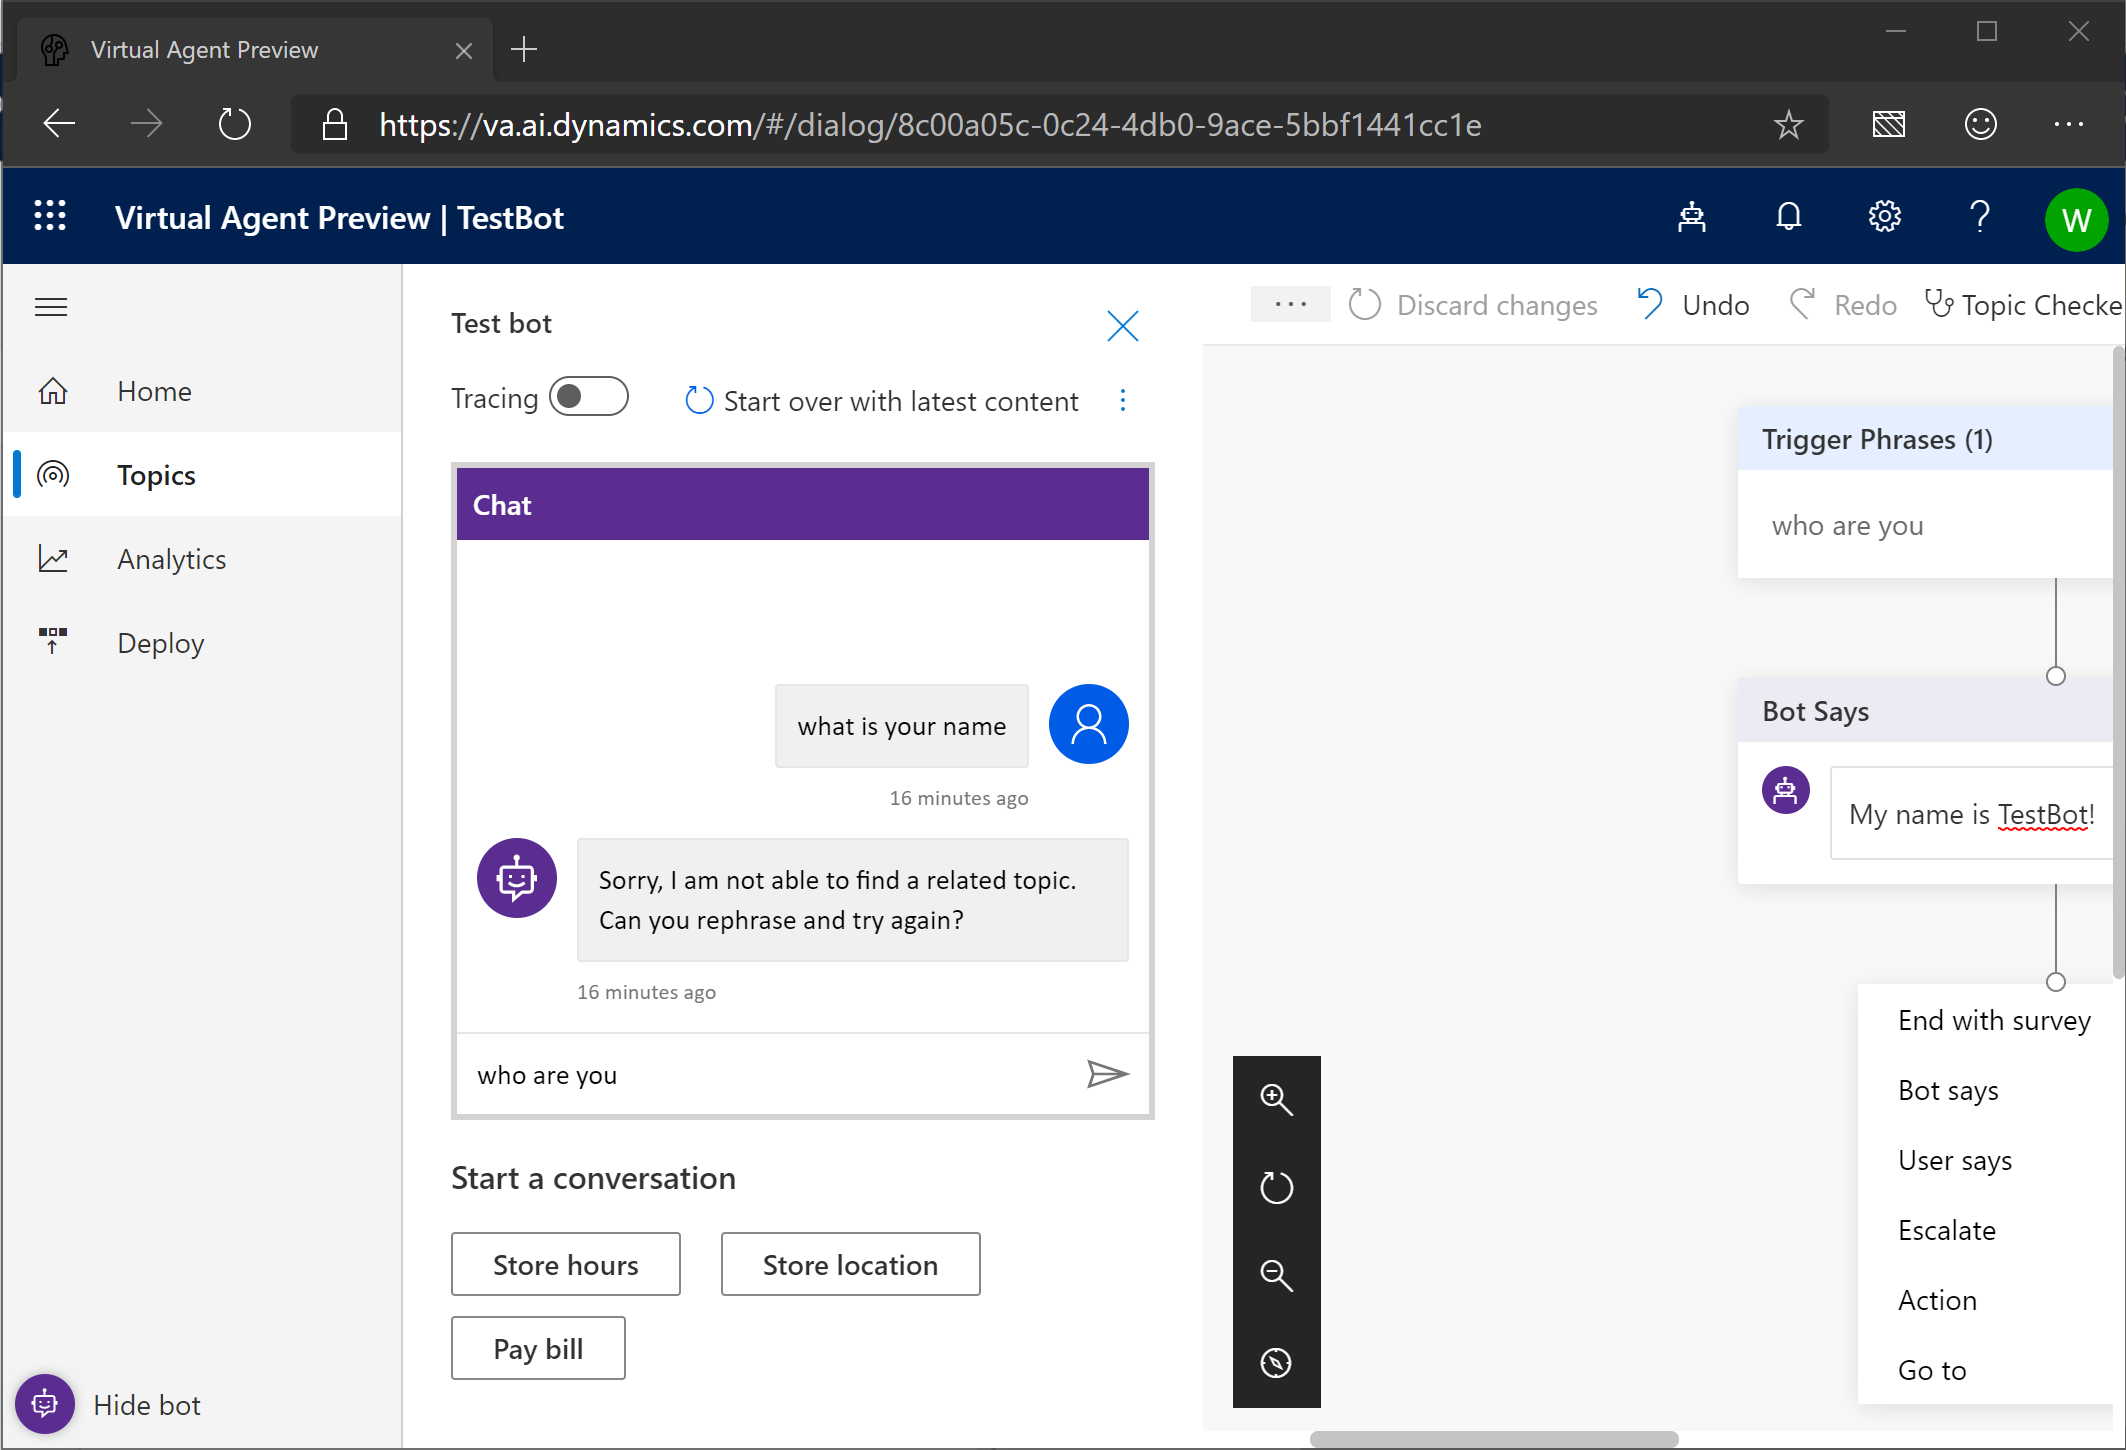 Virtual Agent Preview
https://va.ai.dynamics.com/#/dialog/8c00a05c-0c24-4db0-9ace-5bbf1441cc1e
Virtual Agent Preview | TestBot
W
Home
Topics
Analytics
Deploy
Hide bot
Test bot
Tracing
Start over with latest content
Chat
what is your name
16 minutes ago
Sorry, I am not able to find a related topic.
Can you rephrase and try again?
16 minutes ago
who are you
Start a conversation
Store hours
Store location
Pay bill
Discard changes
Undo
Redo
Topic Checke
Trigger Phrases (1)
who are you
Bot Says
My name is TestBot!
End with survey
Bot says
User says
Escalate
Action
Go to